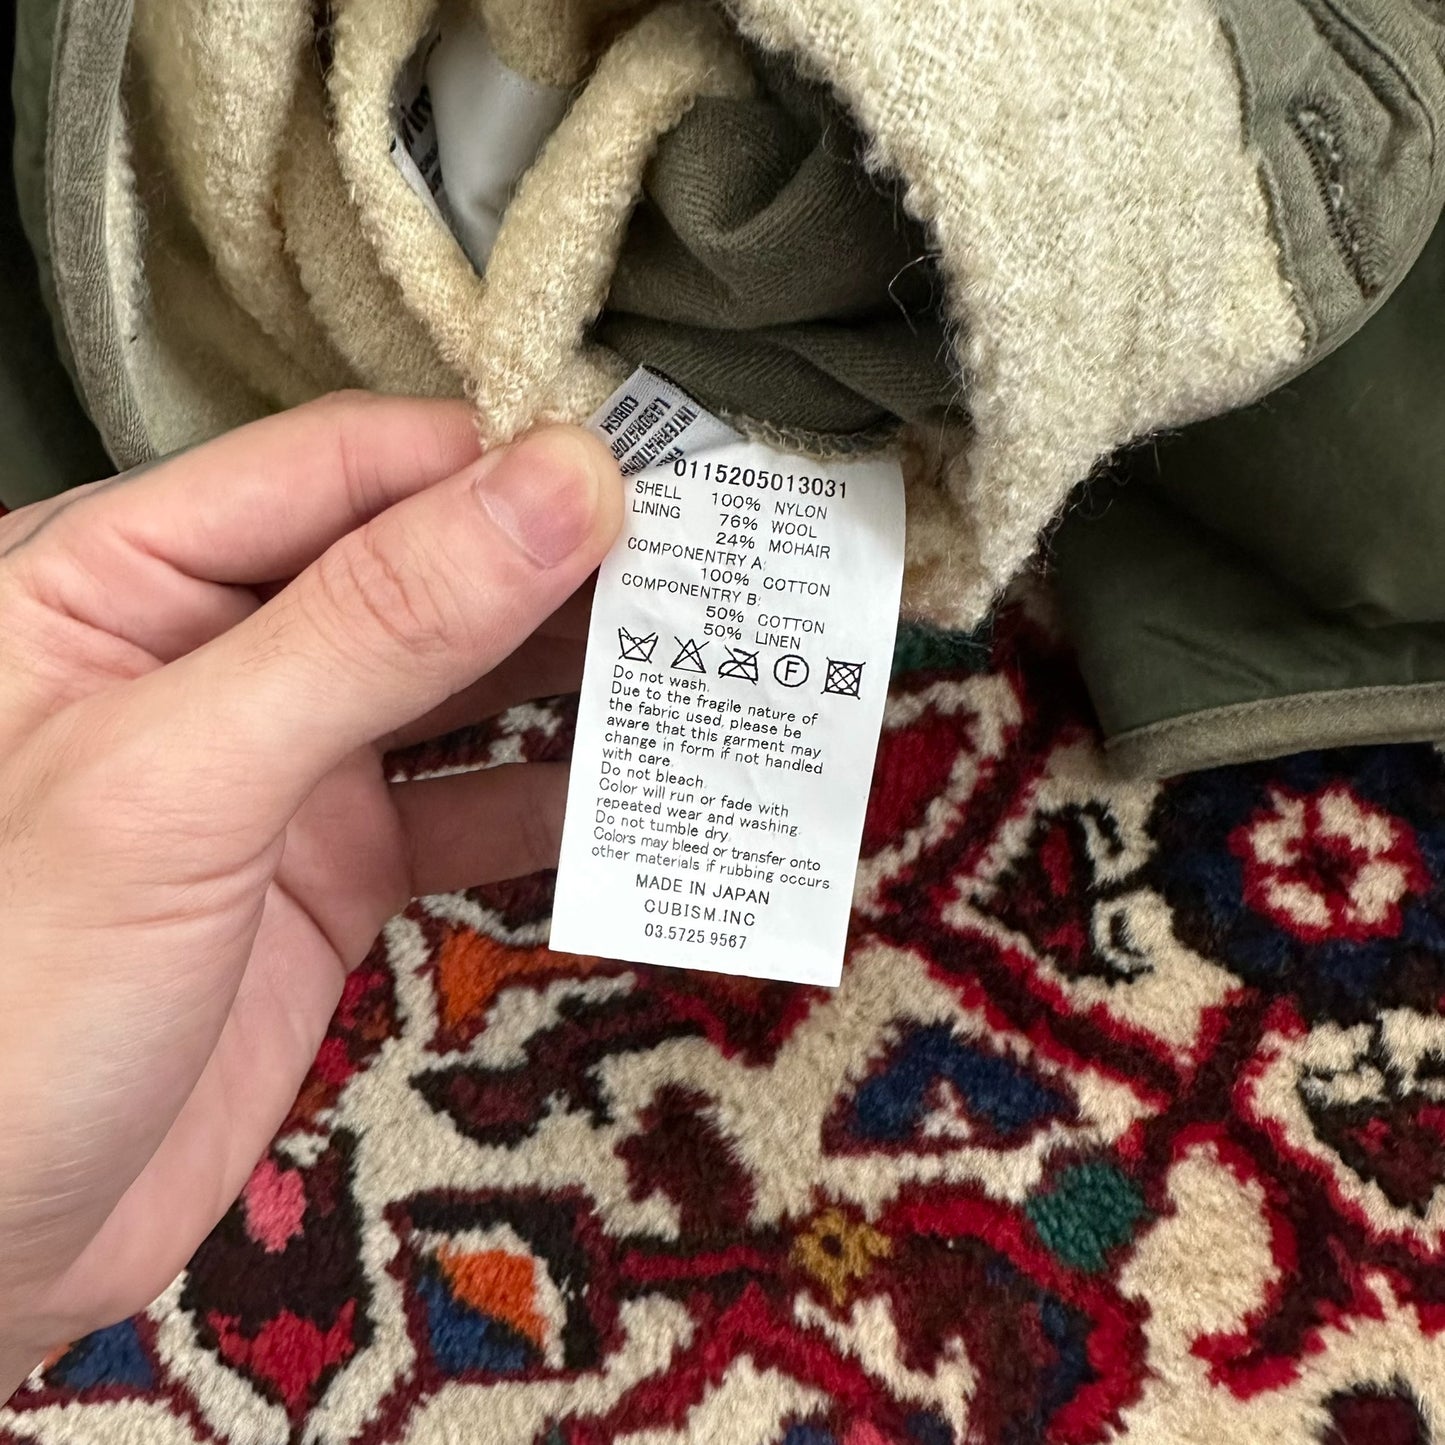 CUBISM
0115205013031
SHELL 100% NYLON
LINING 76% WOOL
24% MOHAIR
COMPONENTRY A:
100% COTTON
COMPONENTRY B:
50% COTTON
50% LINEN
F
Do not wash.
Due to the fragile nature of
the fabric used, please be
aware that this garment may
change in form if not handled
with care.
Do not bleach.
Color will run or fade with
repeated wear and washing.
Do not tumble dry.
Colors may bleed or transfer onto
other materials if rubbing occurs.
MADE IN JAPAN
CUBISM.INC
03.5725 9567